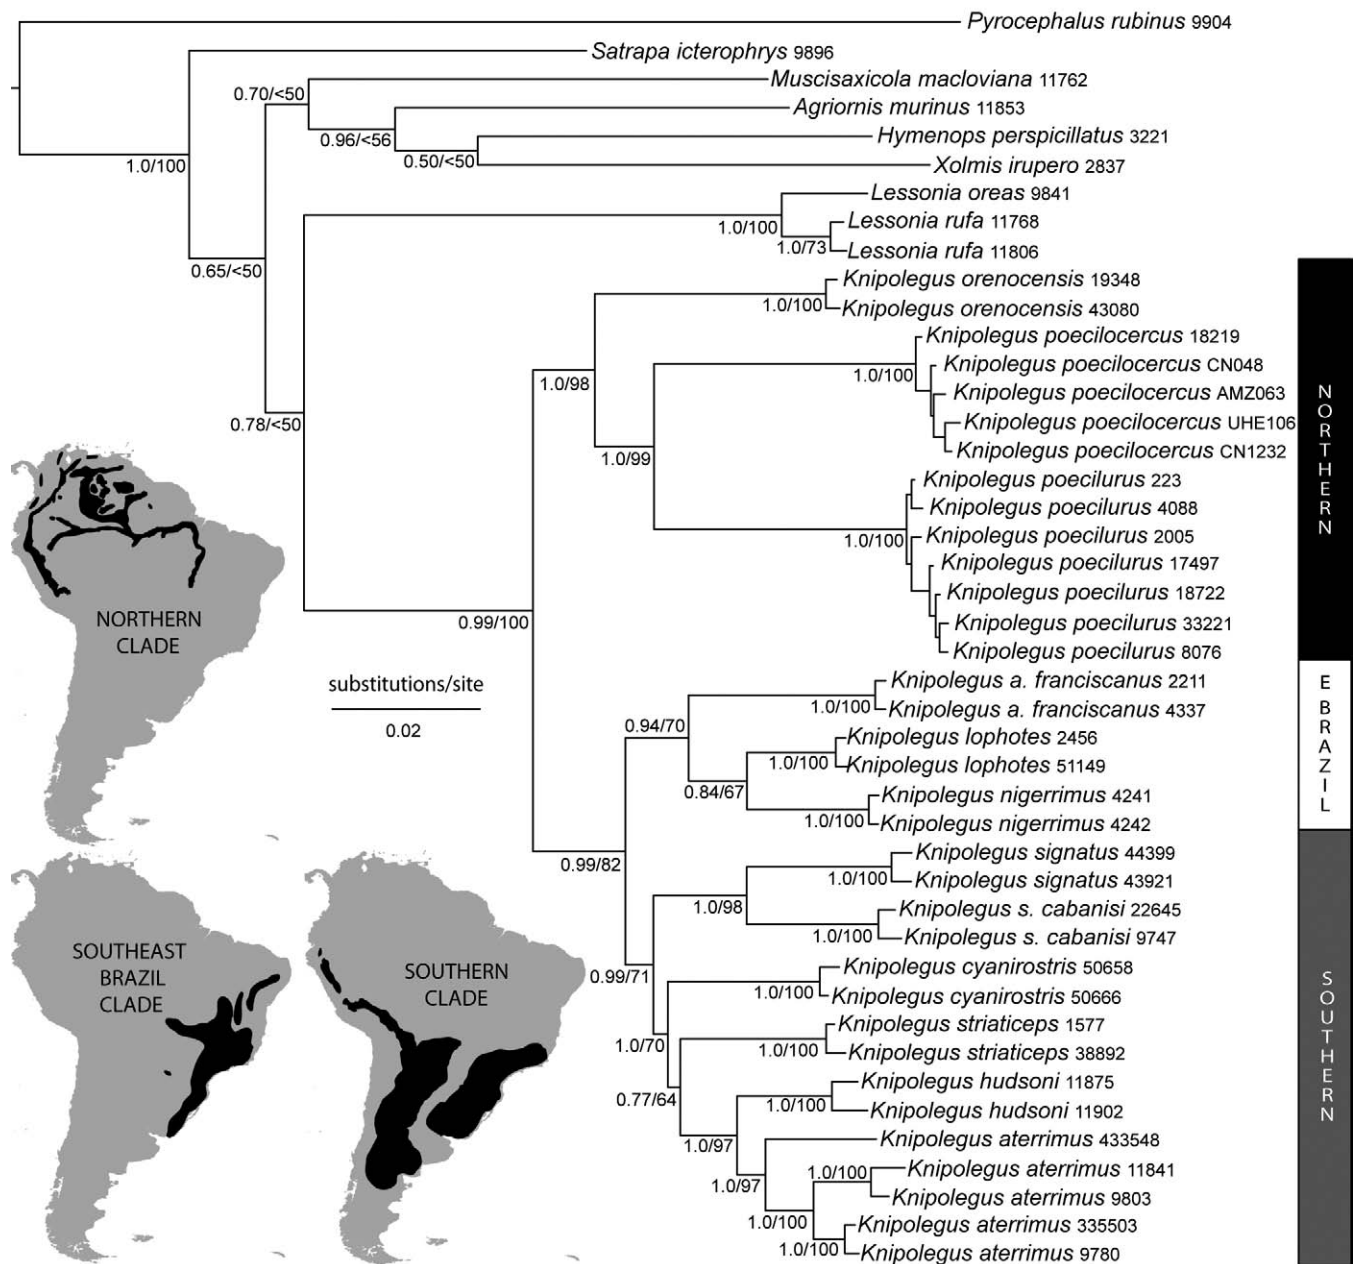 Pyrocephalus rubinus 9904
Satrapa icterophrys 9896
Muscisaxicola macloviana 11762
0.70/<50
Agriornis murinus 11853
0.96/<56
Hymenops perspicillatus 3221
0.50/<50
1.0/100
Xolmis irupero 2837
Lessonia oreas 9841
1.0/100
Lessonia rufa 11768
1.0/73
Lessonia rufa 11806
0.65/<50
Knipolegus orenocensis 19348
1.0/100
Knipolegus orenocensis 43080
Knipolegus poecilocercus 18219
Knipolegus poecilocercus CN048
1.0/100
1.0/98
Knipolegus poecilocercus AMZ063
Knipolegus poecilocercus UHE106
0.78/<50
Knipolegus poecilocercus CN1232
1.0/99
Knipolegus poecilurus 223
Knipolegus poecilurus 4088
Knipolegus poecilurus 2005
1.0/100
Knipolegus poecilurus 17497
Knipolegus poecilurus 18722
Knipolegus poecilurus 33221
0.99/100
Knipolegus poecilurus 8076
NORTHERN
NORTHERN
CLADE
substitutions/site
0.02
Knipolegus a. franciscanus 2211
1.0/100
Knipolegus a. franciscanus 4337
0.94/70
Knipolegus lophotes 2456
1.0/100
Knipolegus lophotes 51149
0.84/67
Knipolegus nigerrimus 4241
1.0/100
Knipolegus nigerrimus 4242
E BRAZIL
0.99/82
Knipolegus signatus 44399
1.0/100
Knipolegus signatus 43921
1.0/98
Knipolegus s. cabanisi 22645
1.0/100
Knipolegus s. cabanisi 9747
0.99/71
Knipolegus cyanirostris 50658
1.0/100
Knipolegus cyanirostris 50666
Knipolegus striaticeps 1577
1.0/70
1.0/100
Knipolegus striaticeps 38892
Knipolegus hudsoni 11875
0.77/64
1.0/100
Knipolegus hudsoni 11902
1.0/97
Knipolegus aterrimus 433548
1.0/97
Knipolegus aterrimus 11841
1.0/100
Knipolegus aterrimus 9803
1.0/100
Knipolegus aterrimus 335503
1.0/100
Knipolegus aterrimus 9780
SOUTHERN
SOUTHEAST
BRAZIL
CLADE
SOUTHERN
CLADE